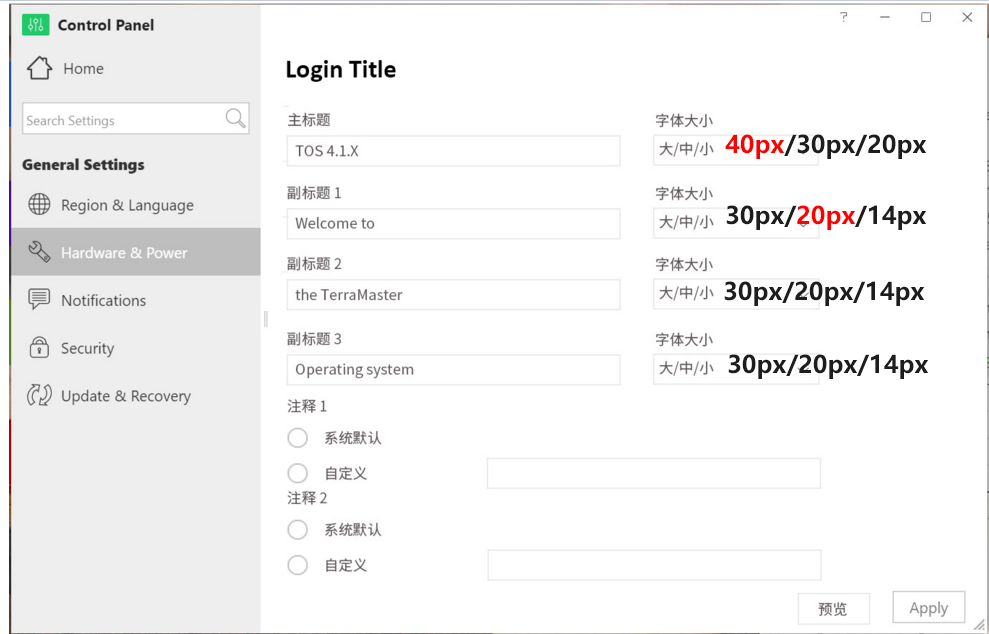 Control Panel
?
Home
Search Settings
General Settings
Region & Language
Hardware & Power
Notifications
Security
Update & Recovery
Login Title
主标题
字体大小
TOS 4.1.X
大/中/小 40px/30px/20px
副标题 1
字体大小
Welcome to
大/中/小 30px/20px/14px
副标题 2
字体大小
the TerraMaster
大/中/小 30px/20px/14px
副标题 3
字体大小
Operating system
大/中/小 30px/20px/14px
注释 1
系统默认
自定义
注释 2
系统默认
自定义
预览
Apply